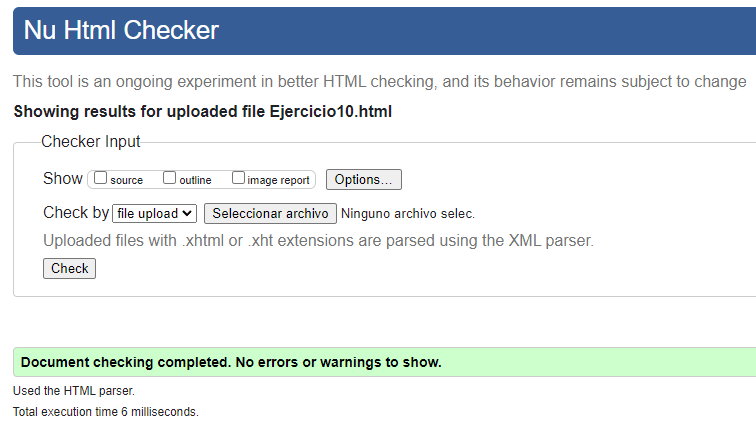 Nu Html Checker
This tool is an ongoing experiment in better HTML checking, and its behavior remains subject to change
Showing results for uploaded file Ejercicio10.html
Checker Input
Show source outline image report Options...
Check by file upload Seleccionar archivo Ninguno archivo selec.
Uploaded files with .xhtml or .xht extensions are parsed using the XML parser.
Check
Document checking completed. No errors or warnings to show.
Used the HTML parser.
Total execution time 6 milliseconds.